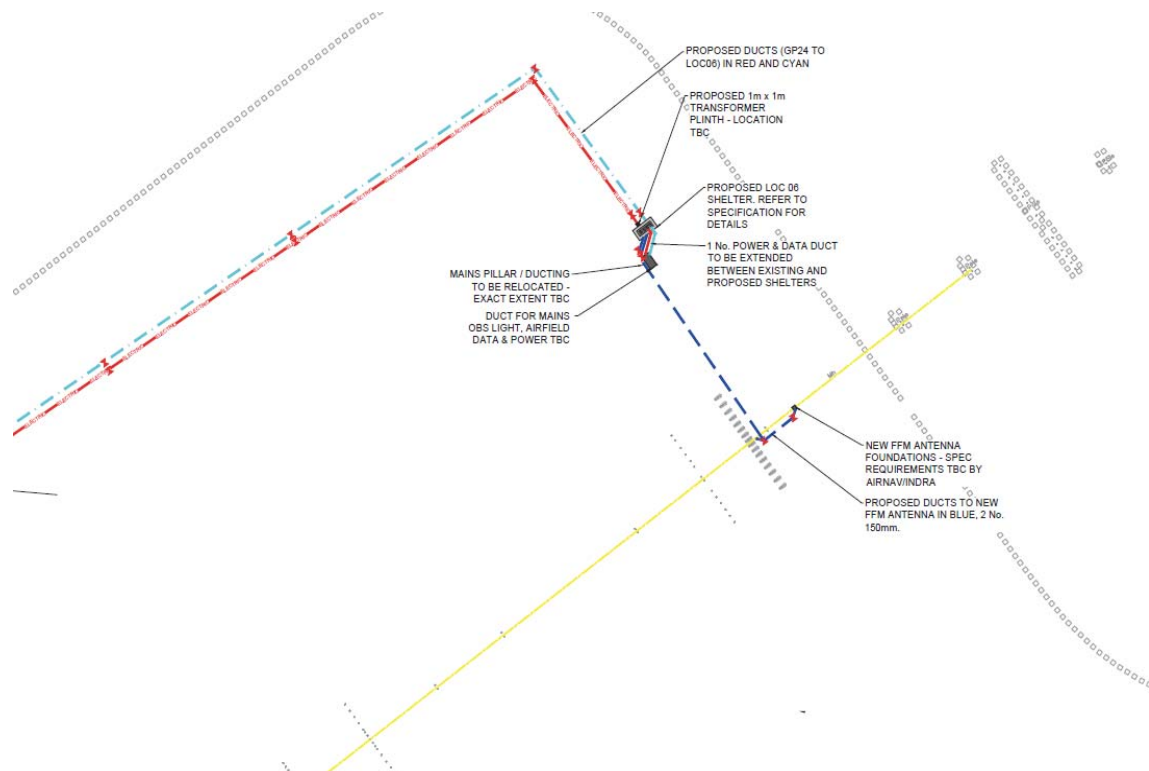 PROPOSED DUCTS (GP24 TO
LOC06) IN RED AND CYAN
PROPOSED 1m x 1m
TRANSFORMER
PLINTH - LOCATION
TBC
PROPOSED LOC 06
SHELTER. REFER TO
SPECIFICATION FOR
DETAILS
1 No. POWER & DATA DUCT
TO BE EXTENDED
BETWEEN EXISTING AND
PROPOSED SHELTERS
MAINS PILLAR / DUCTING
TO BE RELOCATED -
EXACT EXTENT TBC
DUCT FOR MAINS
OBS LIGHT, AIRFIELD
DATA & POWER TBC
NEW FFM ANTENNA
FOUNDATIONS - SPEC
REQUIREMENTS TBC BY
AIRNAV/INDRA
PROPOSED DUCTS TO NEW
FFM ANTENNA IN BLUE, 2 No.
150mm.